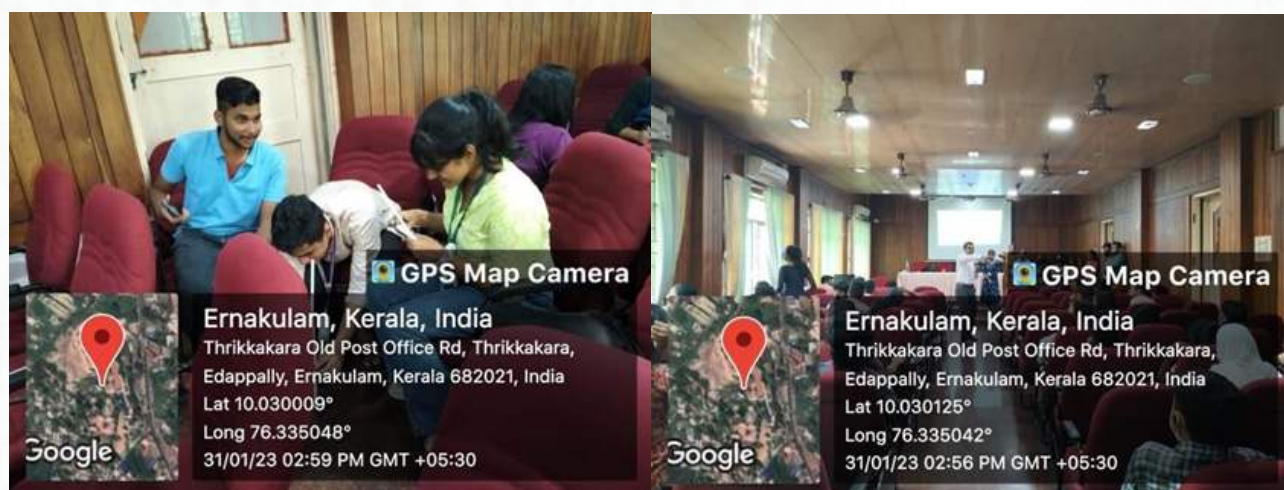 GPS Map Camera
Ernakulam, Kerala, India
Thrikkakara Old Post Office Rd, Thrikkakara,
Edappally, Ernakulam, Kerala 682021, India
Lat 10.030009°
Long 76.335048°
31/01/23 02:59 PM GMT +05:30
Google
GPS Map Camera
Ernakulam, Kerala, India
Thrikkakara Old Post Office Rd, Thrikkakara,
Edappally, Ernakulam, Kerala 682021, India
Lat 10.030125°
Long 76.335042°
31/01/23 02:56 PM GMT +05:30
Google